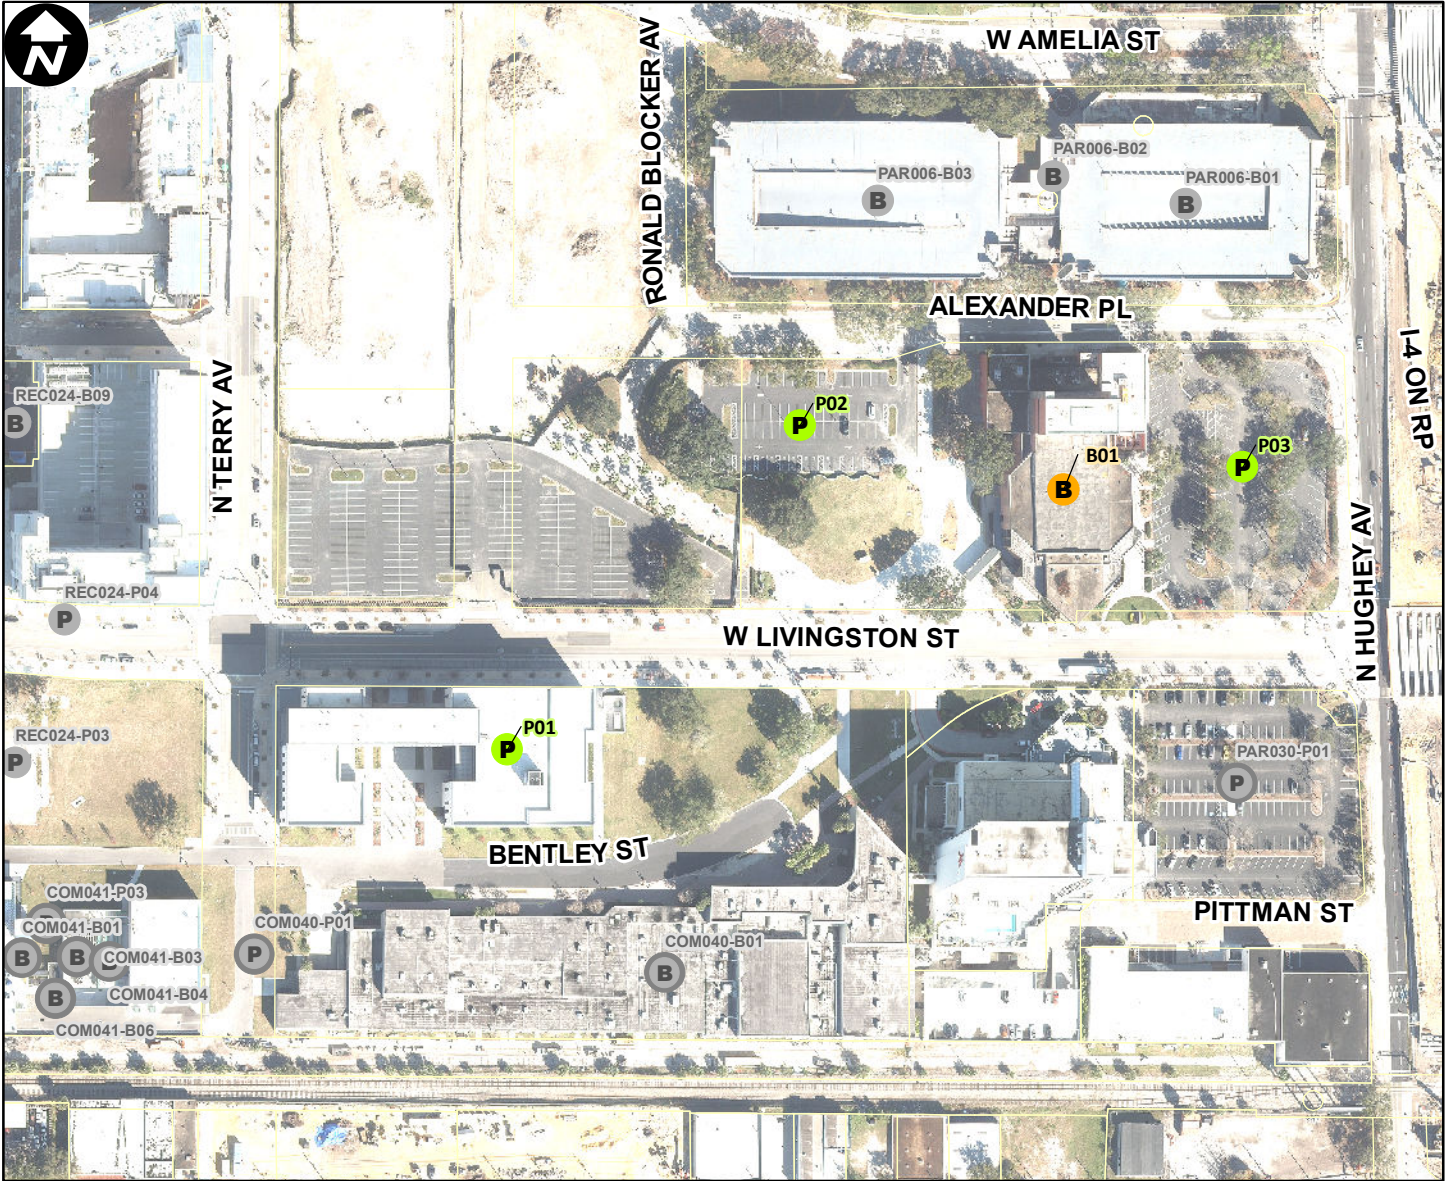 N
W AMELIA ST
RONALD BLOCKER AV
PAR006-B02
B
PAR006-B03
B
PAR006-B01
B
ALEXANDER PL
I-4 ON RP
N TERRY AV
REC024-B09
B
P02
P
P03
P
B01
B
N HUGHEY AV
REC024-P04
P
W LIVINGSTON ST
P01
P
REC024-P03
P
PAR030-P01
P
BENTLEY ST
COM041-P03
COM041-B01
B
B
COM041-B03
COM041-B04
B
COM041-B06
COM040-P01
P
COM040-B01
B
PITTMAN ST